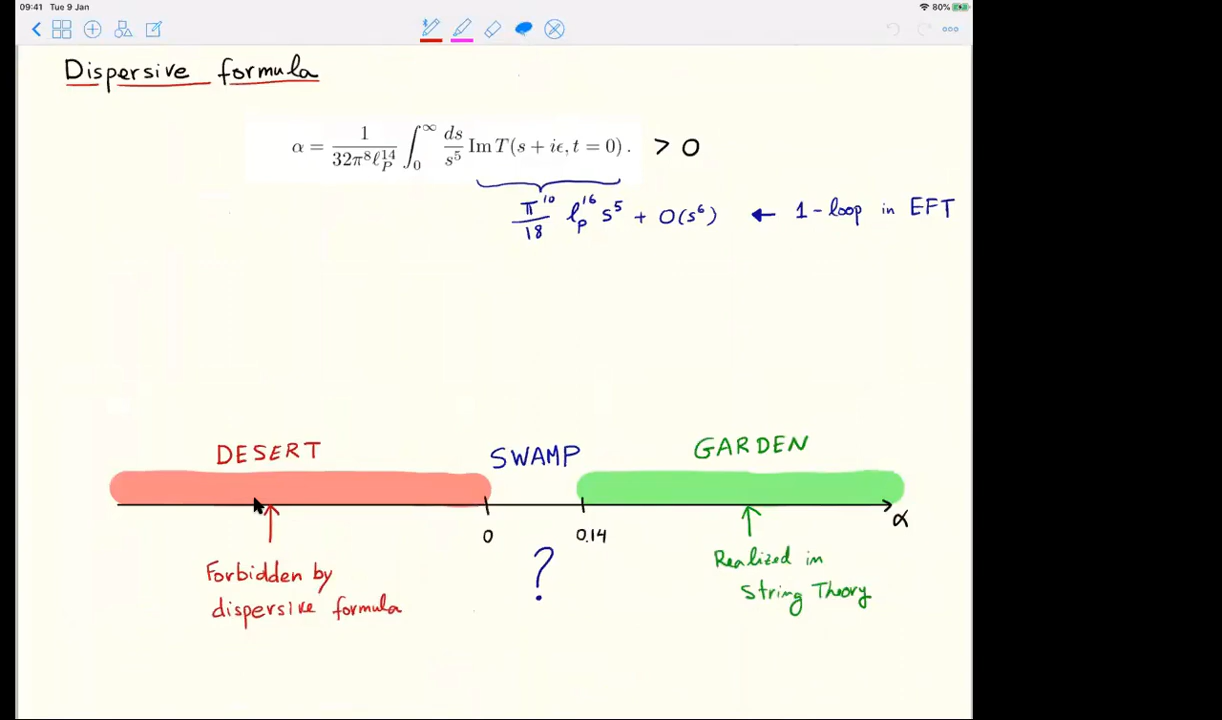 09:41 Tue 9 Jan
80%
Dispersive formula
α = 1/(32π⁸ℓ_P¹⁴) ∫₀^∞ ds/s⁵ Im T(s + iϵ, t = 0) . > 0
π¹⁰/18 ℓ_p¹⁶ s⁵ + O(s⁶) ← 1-loop in EFT
DESERT SWAMP GARDEN
0 0.14 α
?
Forbidden by
dispersive formula
Realized in
String Theory